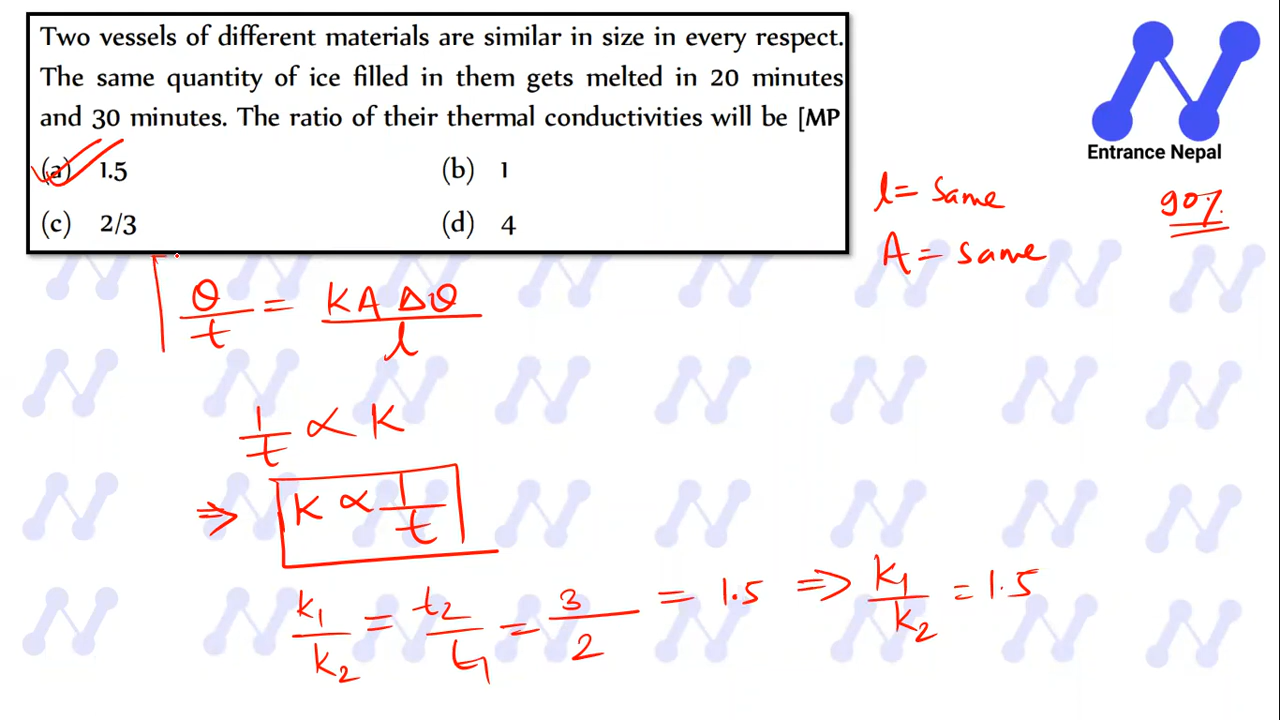 Two vessels of different materials are similar in size in every respect.
The same quantity of ice filled in them gets melted in 20 minutes
and 30 minutes. The ratio of their thermal conductivities will be [MP
(a) 1.5 (b) 1
(c) 2/3 (d) 4
Entrance Nepal
l = Same
90%
A = same
θ/t = KAΔθ/l
1/t ∝ K
⇒ K ∝ 1/t
K1/K2 = t2/t1 = 3/2 = 1.5 ⇒ K1/K2 = 1.5